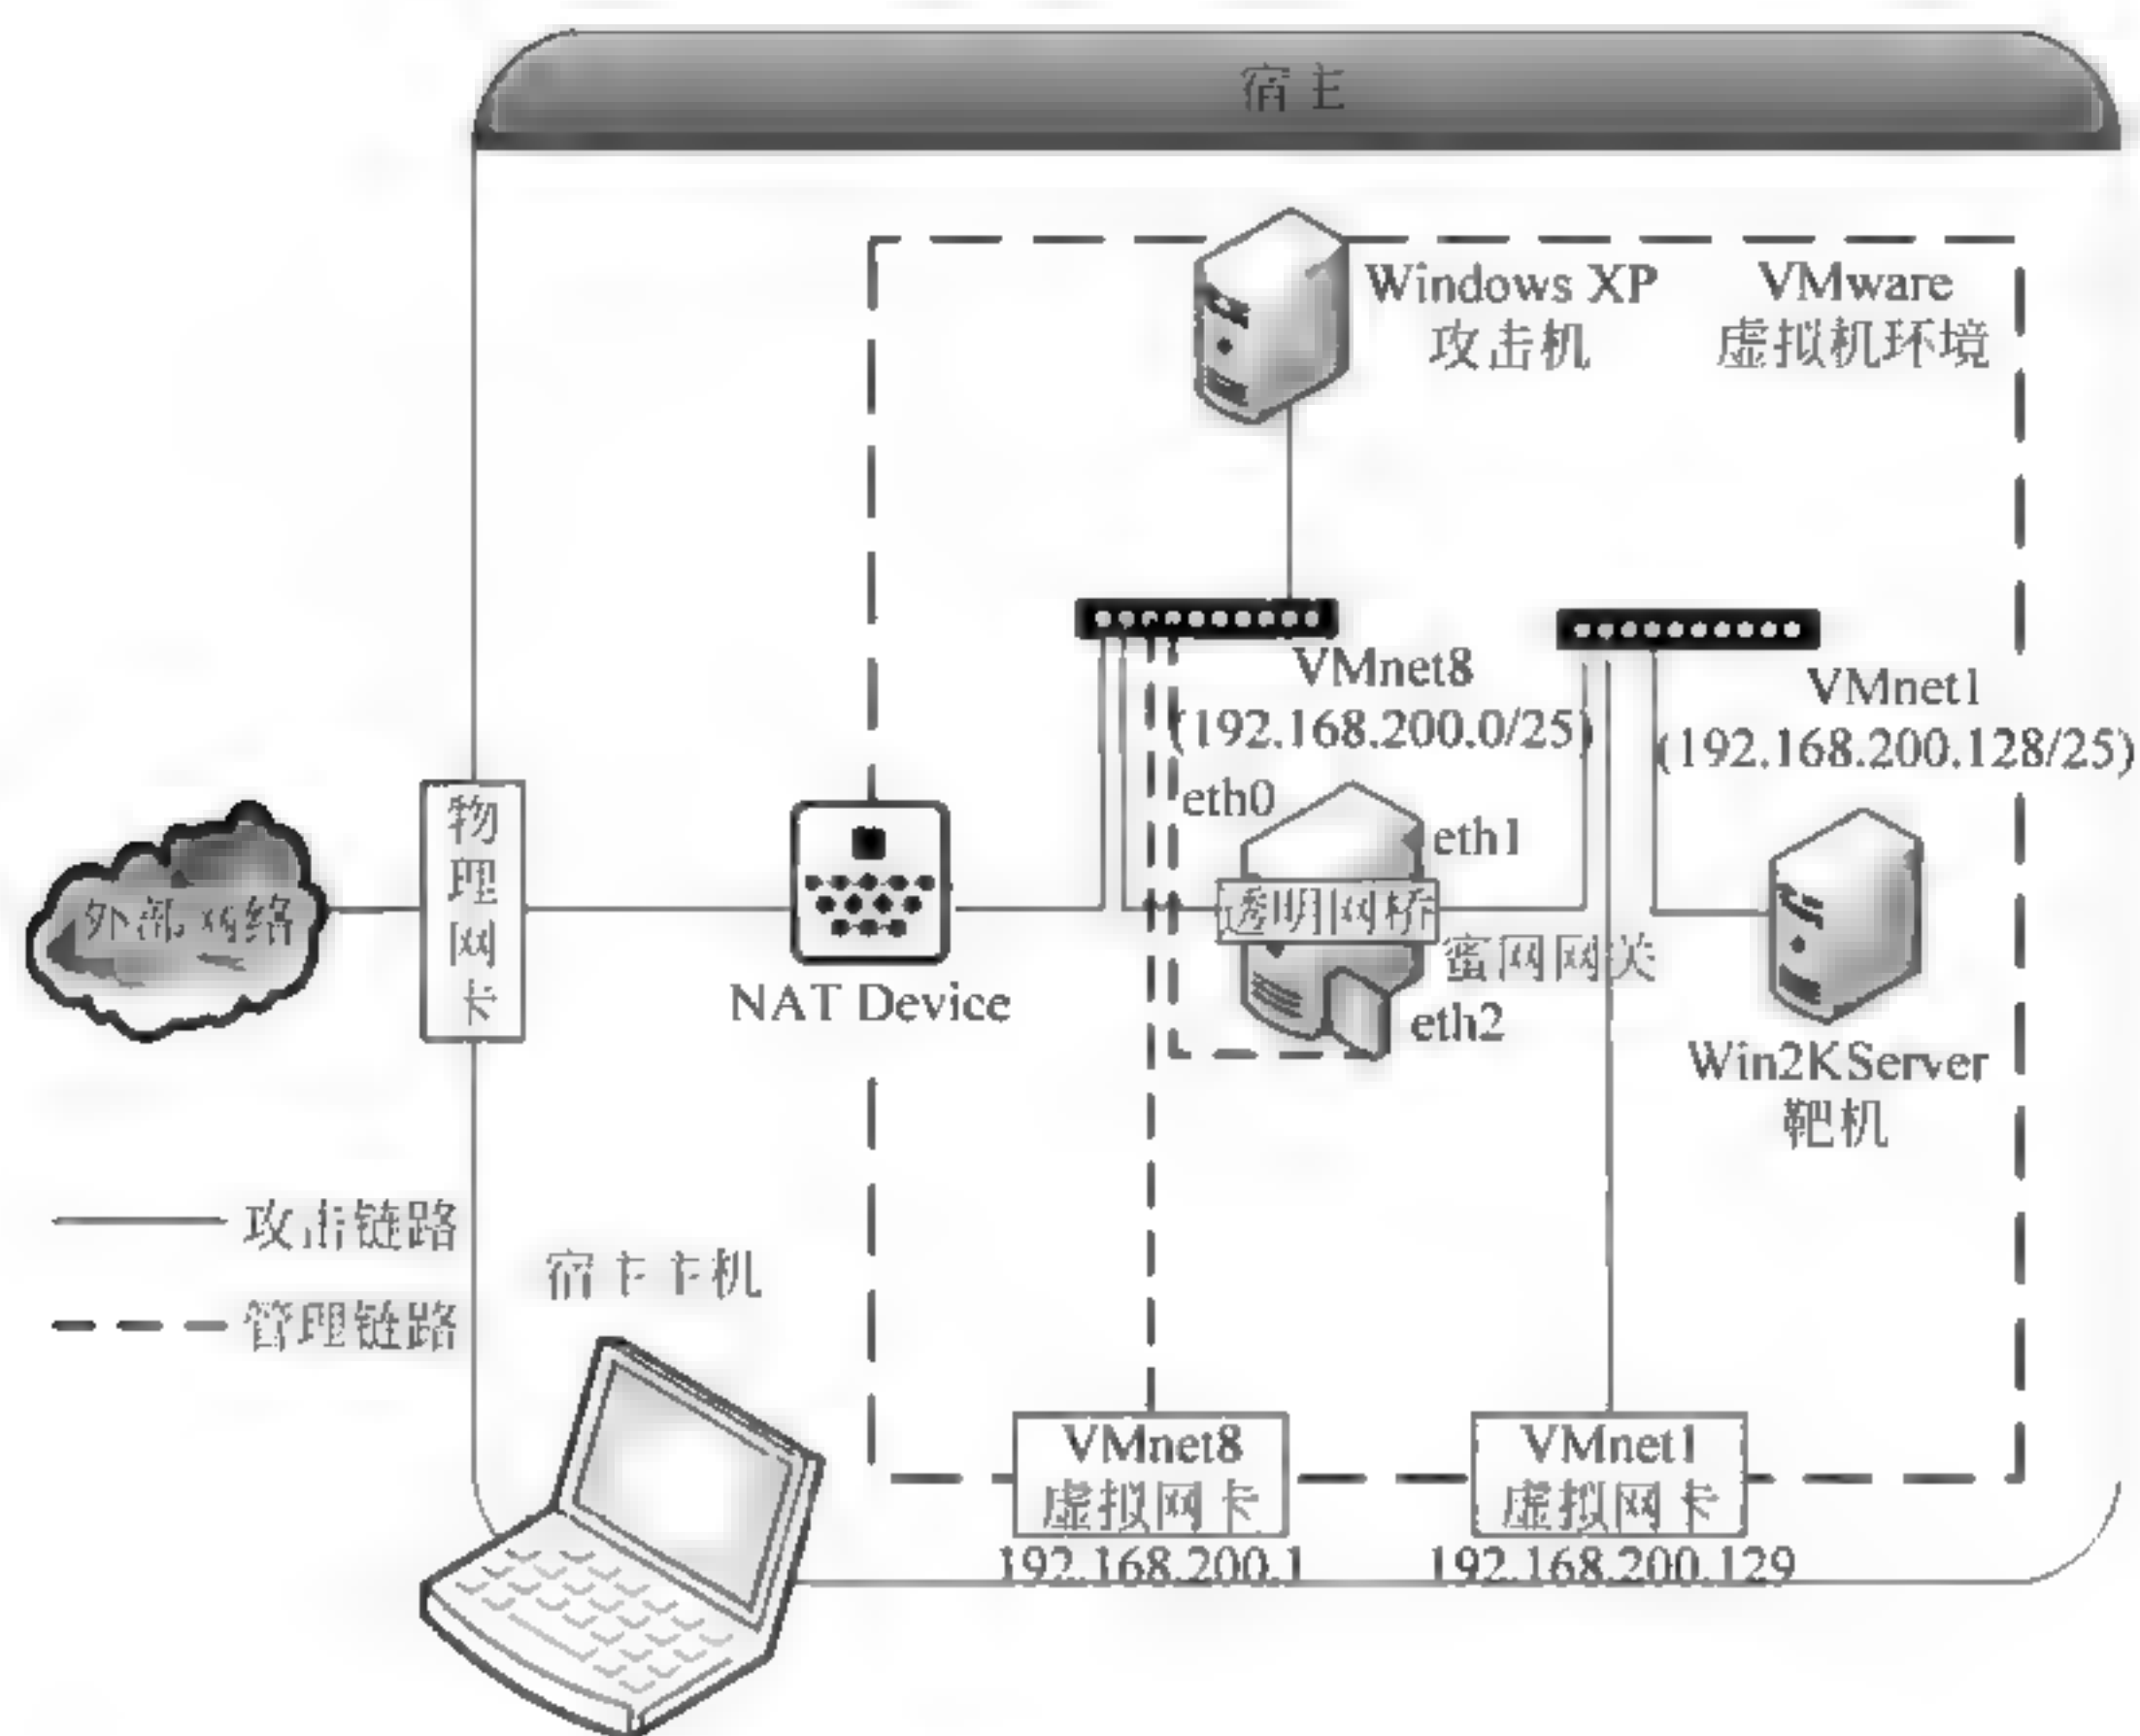 宿主
Windows XP
攻击机
VMware
虚拟机环境
VMnet8
(192.168.200.0/25)
VMnet1
(192.168.200.128/25)
eth0
eth1
物理网卡
外部网络
透明网桥
蜜网网关
NAT Device
eth2
Win2KServer
靶机
攻击链路
管理链路
宿主主机
VMnet8
虚拟网卡
192.168.200.1
VMnet1
虚拟网卡
192.168.200.129